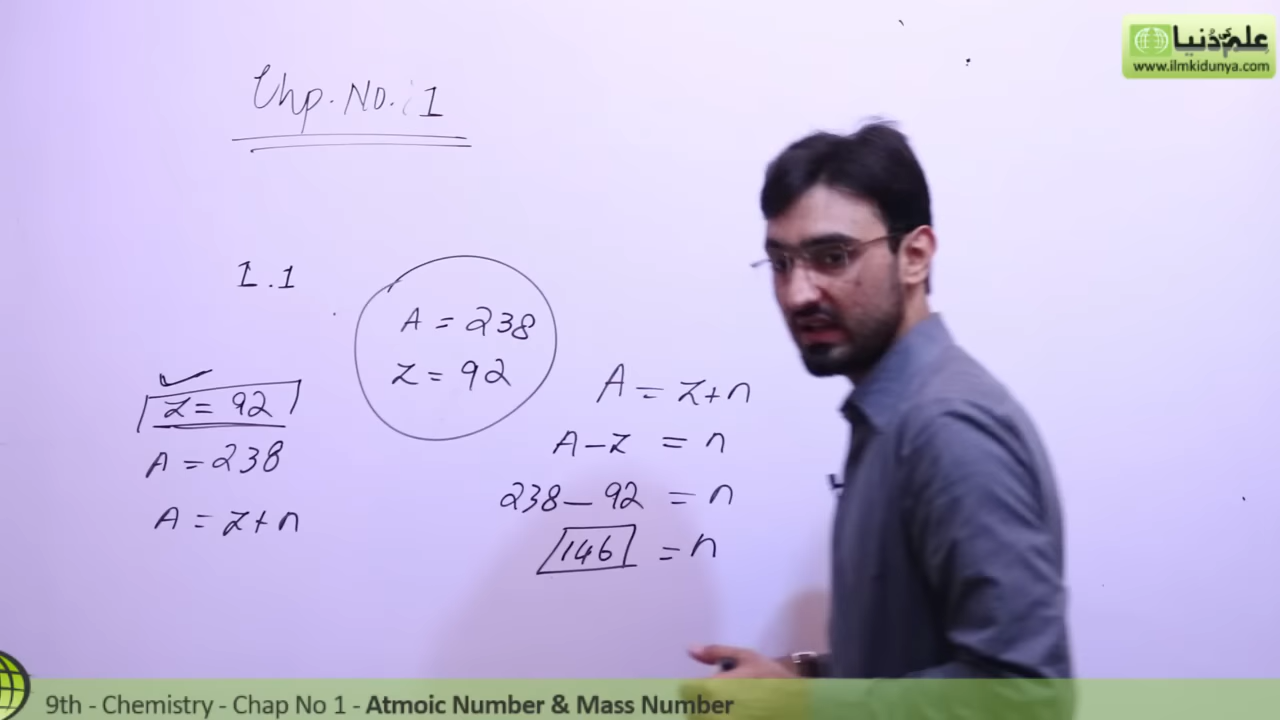 علم کی دنیا
www.ilmkidunya.com
Chp. No. 1
1.1
A = 238
Z = 92
Z = 92
A = 238
A = Z + n
A = Z + n
A - Z = n
238 - 92 = n
146 = n
9th - Chemistry - Chap No 1 - Atmoic Number & Mass Number